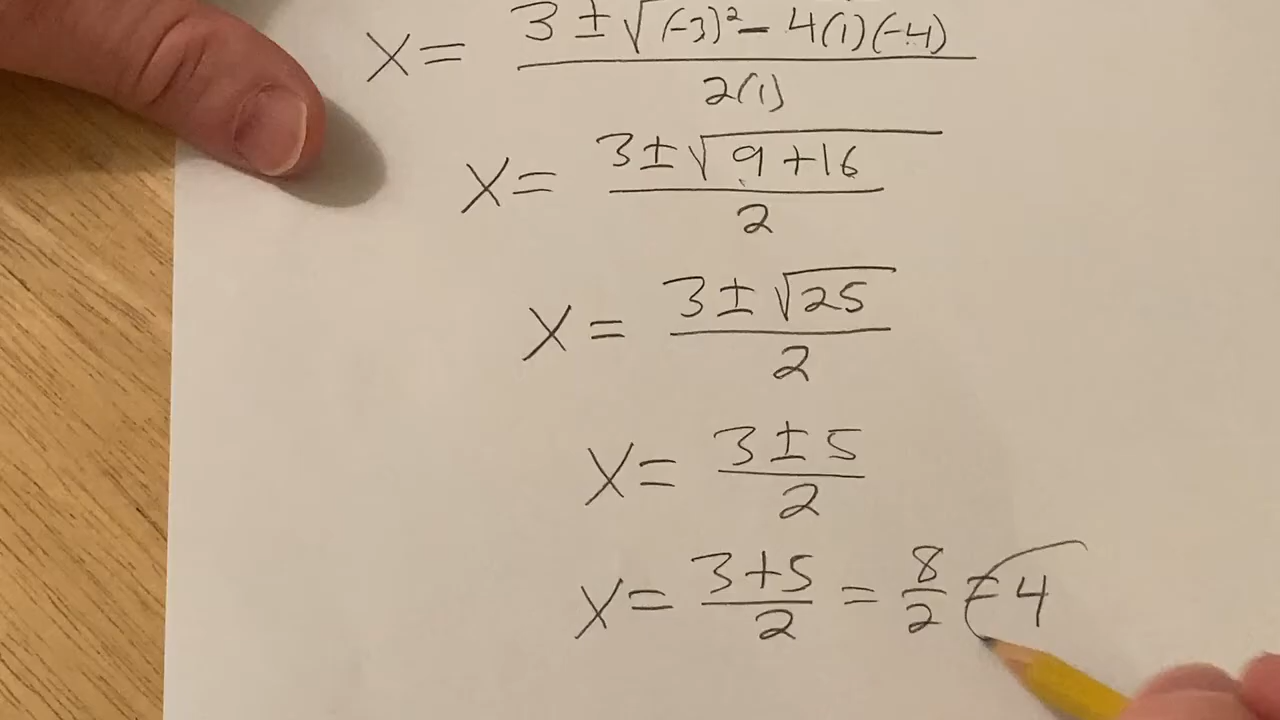 x = (3 ± √((-3)² - 4(1)(-4))) / 2(1)
x = (3 ± √(9 + 16)) / 2
x = (3 ± √25) / 2
x = (3 ± 5) / 2
x = (3 + 5) / 2 = 8/2 = 4